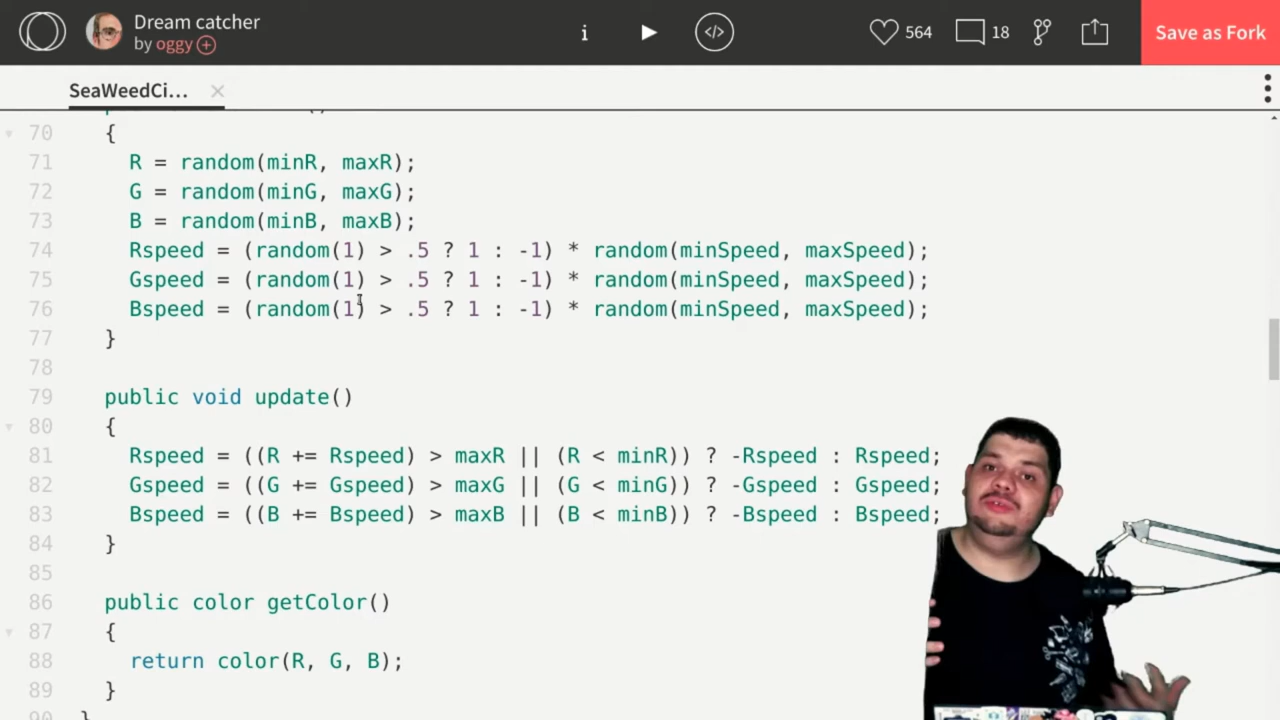 Dream catcher
by oggy
564
18
Save as Fork
SeaWeedCi...
70 {
71 R = random(minR, maxR);
72 G = random(minG, maxG);
73 B = random(minB, maxB);
74 Rspeed = (random(1) > .5 ? 1 : -1) * random(minSpeed, maxSpeed);
75 Gspeed = (random(1) > .5 ? 1 : -1) * random(minSpeed, maxSpeed);
76 Bspeed = (random(1) > .5 ? 1 : -1) * random(minSpeed, maxSpeed);
77 }
78
79 public void update()
80 {
81 Rspeed = ((R += Rspeed) > maxR || (R < minR)) ? -Rspeed : Rspeed;
82 Gspeed = ((G += Gspeed) > maxG || (G < minG)) ? -Gspeed : Gspeed;
83 Bspeed = ((B += Bspeed) > maxB || (B < minB)) ? -Bspeed : Bspeed;
84 }
85
86 public color getColor()
87 {
88 return color(R, G, B);
89 }
90 }